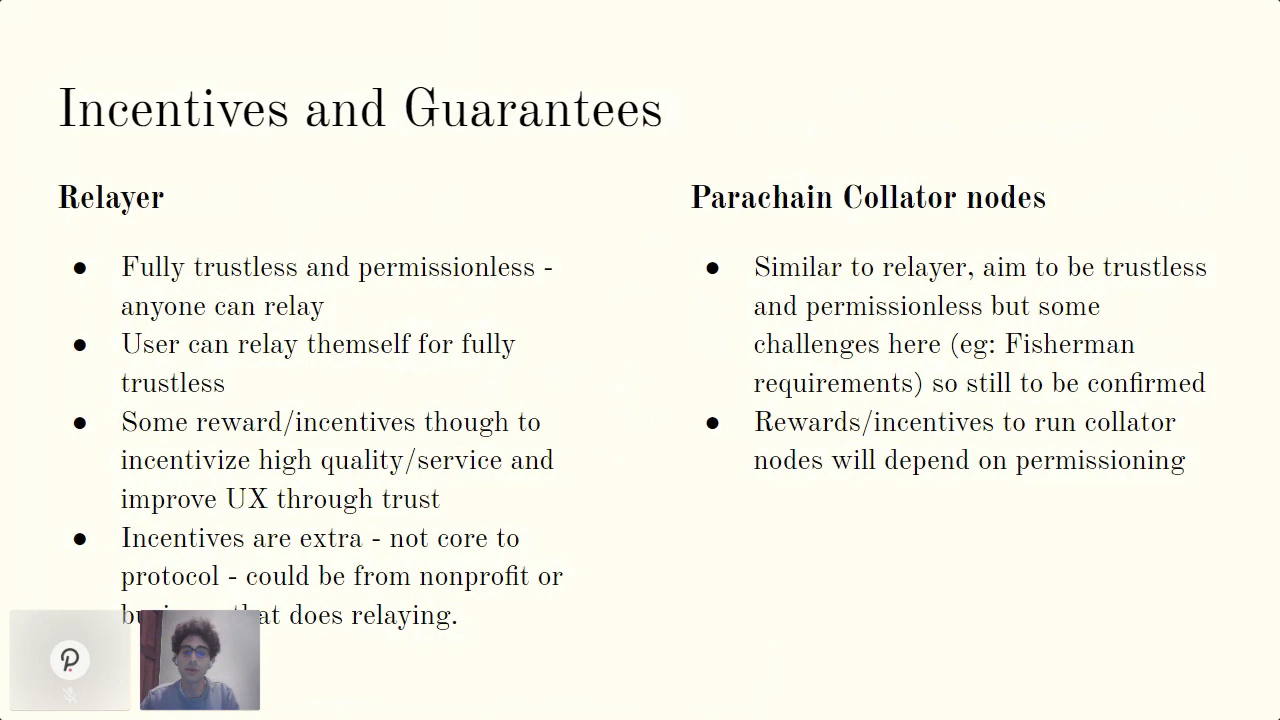 Incentives and Guarantees
Relayer
● Fully trustless and permissionless -
anyone can relay
● User can relay themself for fully
trustless
● Some reward/incentives though to
incentivize high quality/service and
improve UX through trust
● Incentives are extra - not core to
protocol - could be from nonprofit or
that does relaying.
Parachain Collator nodes
● Similar to relayer, aim to be trustless
and permissionless but some
challenges here (eg: Fisherman
requirements) so still to be confirmed
● Rewards/incentives to run collator
nodes will depend on permissioning